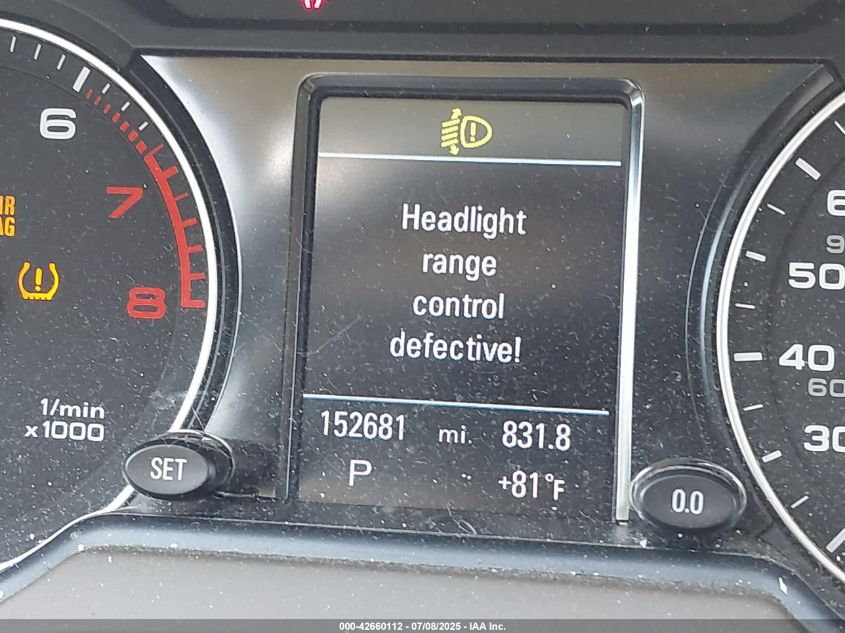 6
7
8
1/min
x1000
SET
Headlight
range
control
defective!
152681 mi. 831.8
P +81°F
0.0
50
40
60
30
000-42660112 - 07/08/2025 - IAA Inc.